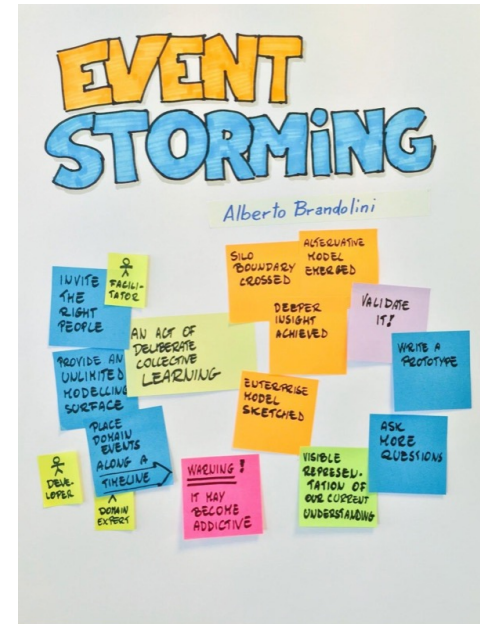 EVENT
STORMiNG
Alberto Brandolini
INVITE
THE
RIGHT
PEOPLE
FACILI-
TATOR
PROVIDE AN
UNLIMITED
MODELLING
SURFACE
PLACE
DOMAIN
EVENTS
ALONG A
TIMELINE
DEVE-
LOPER
DOMAIN
EXPERT
AN ACT OF
DELIBERATE
COLLECTIVE
LEARNING
SILO
BOUNDARY
CROSSED
ALTERNATIVE
MODEL
EMERGED
DEEPER
INSIGHT
ACHIEVED
ENTERPRISE
MODEL
SKETCHED
WARNING!
IT MAY
BECOME
ADDICTIVE
VALIDATE
IT!
WRITE A
PROTOTYPE
ASK
MORE
QUESTIONS
VISIBLE
REPRESEN-
TATION OF
OUR CURRENT
UNDERSTANDING